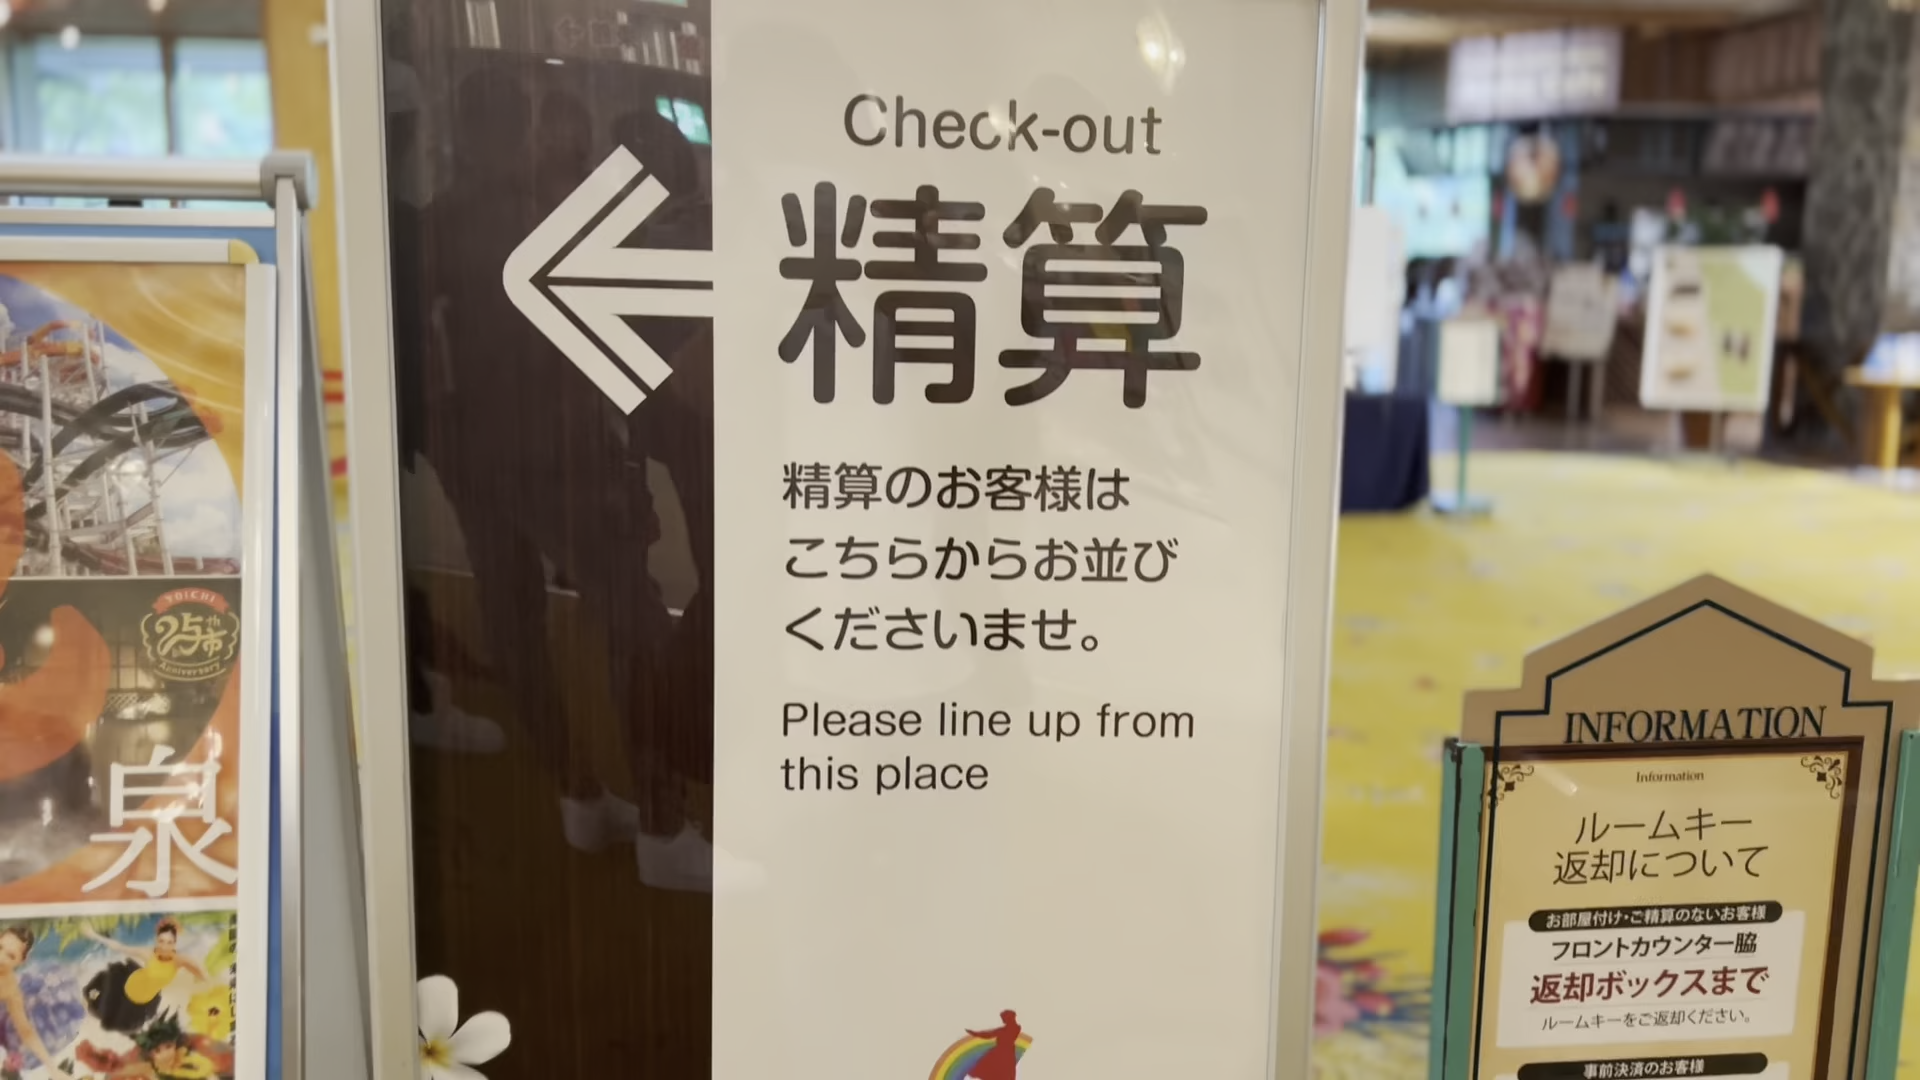 Check-out
精算
精算のお客様は
こちらからお並び
くださいませ。
Please line up from
this place
YOICHI
25th
市
Anniversary
泉
INFORMATION
Information
ルームキー
返却について
お部屋付け・ご精算のないお客様
フロントカウンター脇
返却ボックスまで
ルームキーをご返却ください。
事前決済のお客様